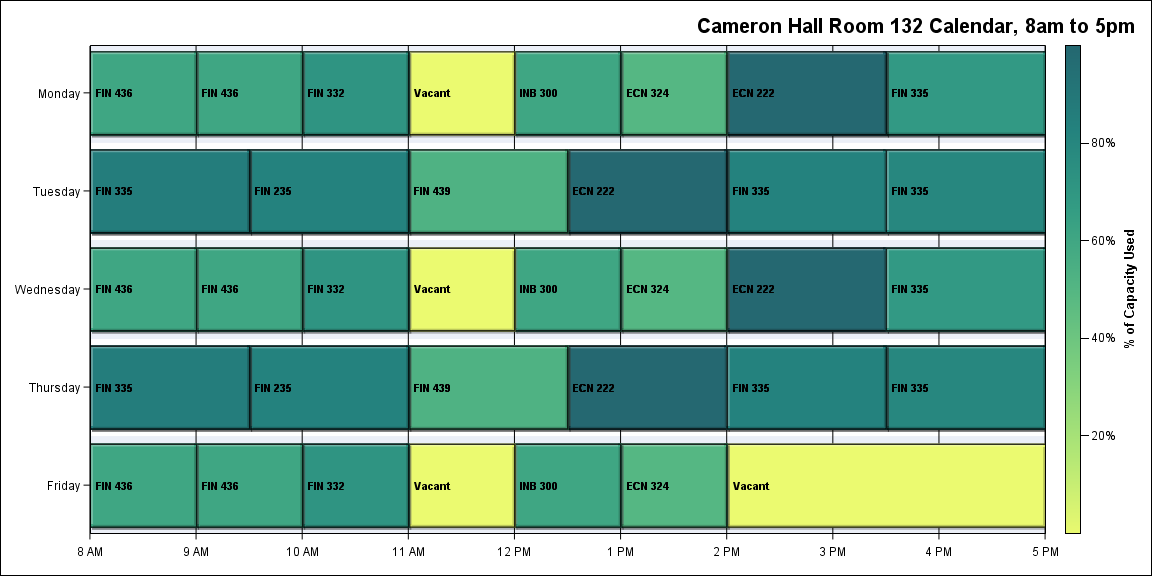 Cameron Hall Room 132 Calendar, 8am to 5pm
Monday
FIN 436
FIN 436
FIN 332
Vacant
INB 300
ECN 324
ECN 222
FIN 335
Tuesday
FIN 335
FIN 235
FIN 439
ECN 222
FIN 335
FIN 335
Wednesday
FIN 436
FIN 436
FIN 332
Vacant
INB 300
ECN 324
ECN 222
FIN 335
Thursday
FIN 335
FIN 235
FIN 439
ECN 222
FIN 335
FIN 335
Friday
FIN 436
FIN 436
FIN 332
Vacant
INB 300
ECN 324
Vacant
8 AM
9 AM
10 AM
11 AM
12 PM
1 PM
2 PM
3 PM
4 PM
5 PM
80%
60%
40%
20%
% of Capacity Used